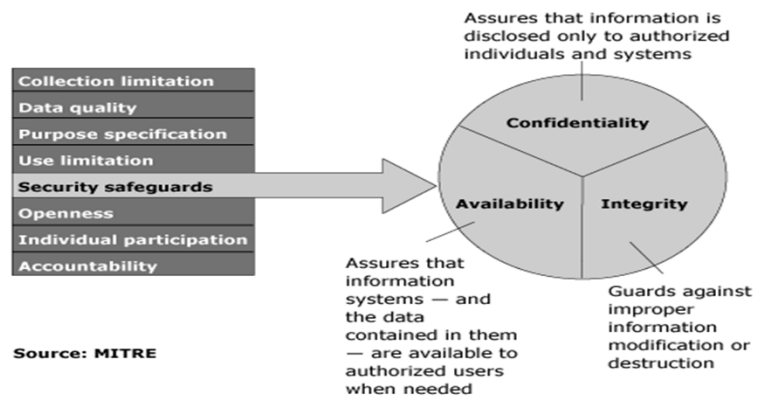 Assures that information is
disclosed only to authorized
individuals and systems
Collection limitation
Data quality
Purpose specification
Use limitation
Security safeguards
Openness
Individual participation
Accountability
Confidentiality
Availability
Integrity
Assures that
information
systems — and
the data
contained in them
— are available to
authorized users
when needed
Guards against
improper
information
modification or
destruction
Source: MITRE